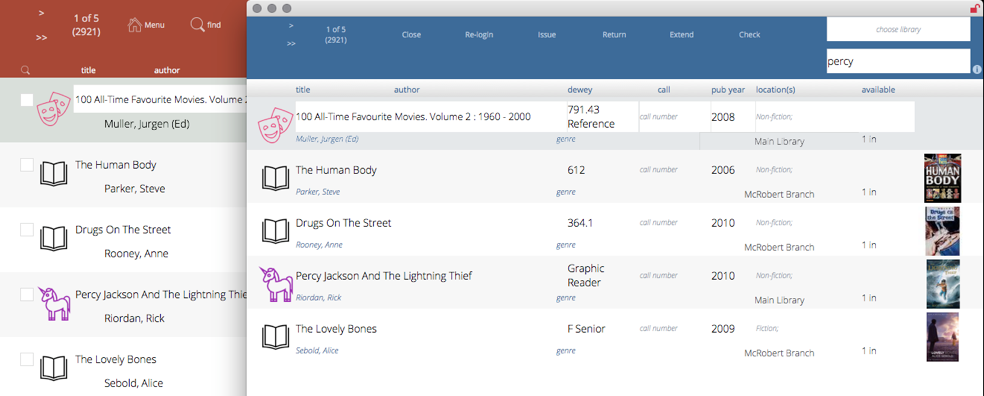 > 1 of 5 Menu find
>> (2921)
title author
100 All-Time Favourite Movies. Volume 2
Muller, Jurgen (Ed)
The Human Body
Parker, Steve
Drugs On The Street
Rooney, Anne
Percy Jackson And The Lightning Thie
Riordan, Rick
The Lovely Bones
Sebold, Alice
> 1 of 5 Close Re-login Issue Return Extend Check choose library
>> (2921)
percy
title author dewey call pub year location(s) available
100 All-Time Favourite Movies. Volume 2 : 1960 - 2000 791.43 Reference call number 2008 Non-fiction;
Muller, Jurgen (Ed) genre Main Library 1 in
The Human Body 612 call number 2006 Non-fiction;
Parker, Steve genre McRobert Branch 1 in
HUMAN BODY
Drugs On The Street 364.1 call number 2010 Non-fiction;
Rooney, Anne genre McRobert Branch 1 in
Drugs on the Street
Percy Jackson And The Lightning Thief Graphic Reader call number 2010 Non-fiction;
Riordan, Rick genre Main Library 1 in
The Lovely Bones F Senior call number 2009 Fiction;
Sebold, Alice genre McRobert Branch 1 in